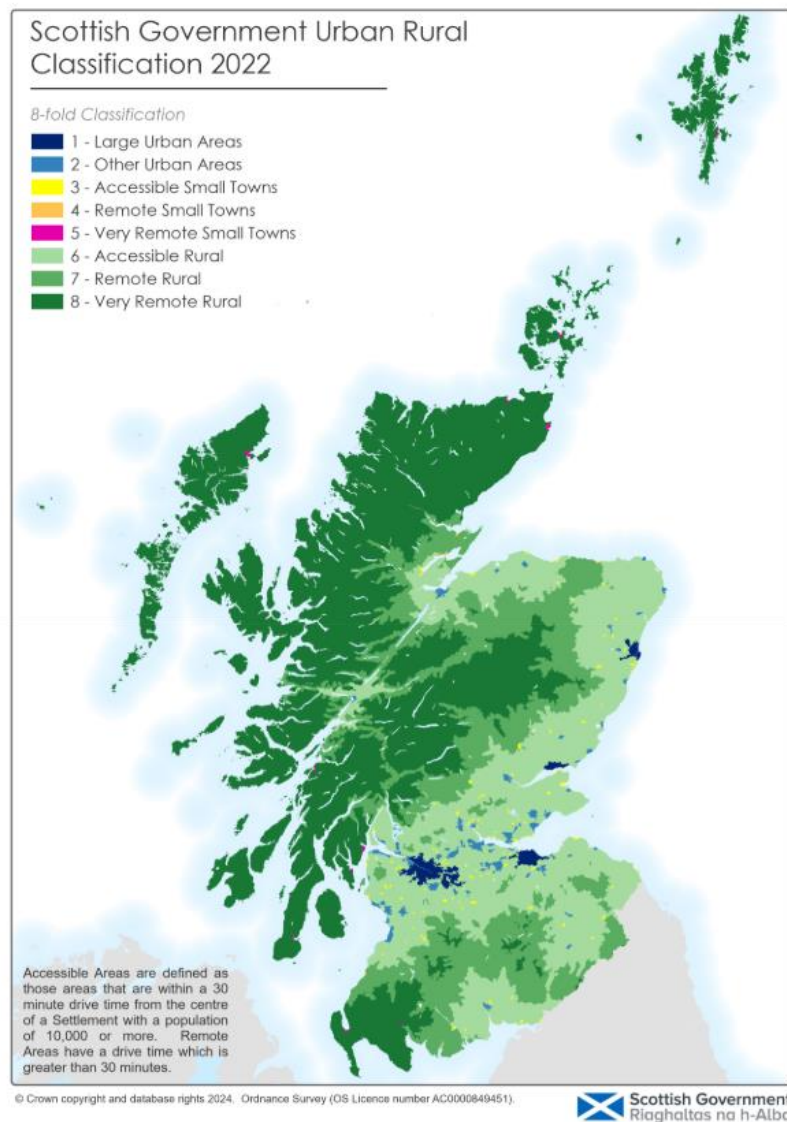 Scottish Government Urban Rural
Classification 2022
8-fold Classification
1 - Large Urban Areas
2 - Other Urban Areas
3 - Accessible Small Towns
4 - Remote Small Towns
5 - Very Remote Small Towns
6 - Accessible Rural
7 - Remote Rural
8 - Very Remote Rural
Accessible Areas are defined as
those areas that are within a 30
minute drive time from the centre
of a Settlement with a population
of 10,000 or more. Remote
Areas have a drive time which is
greater than 30 minutes.
© Crown copyright and database rights 2024. Ordnance Survey (OS Licence number AC0000849451).
Scottish Government
Riaghaltas na h-Alba